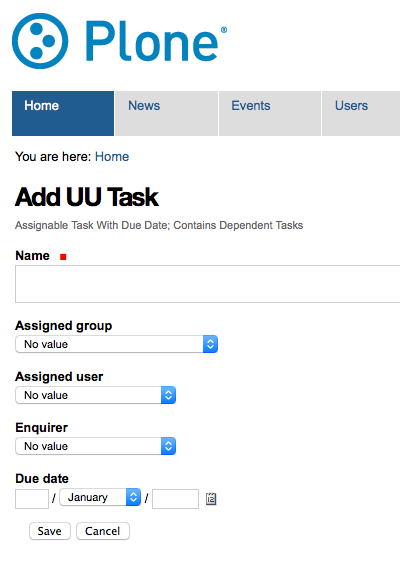 Plone®
Home News Events Users
You are here: Home
Add UU Task
Assignable Task With Due Date; Contains Dependent Tasks
Name
Assigned group
No value
Assigned user
No value
Enquirer
No value
Due date
/ January /
Save Cancel